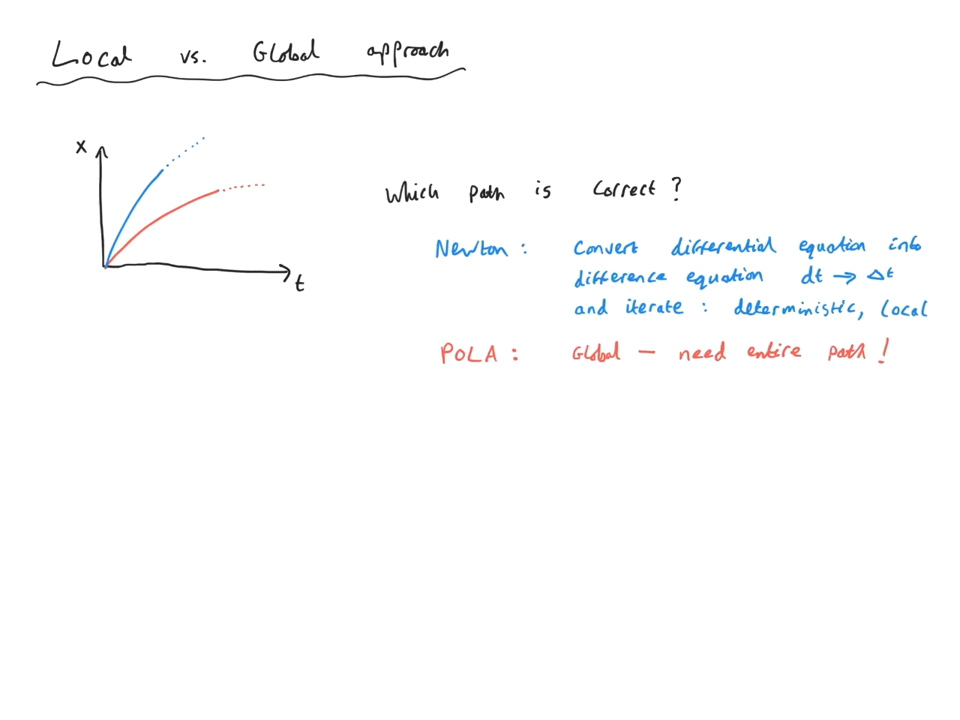 Local vs. Global approach
x
t
Which path is correct?
Newton: Convert differential equation into
difference equation dt → Δt
and iterate: deterministic, local
POLA: Global — need entire path!